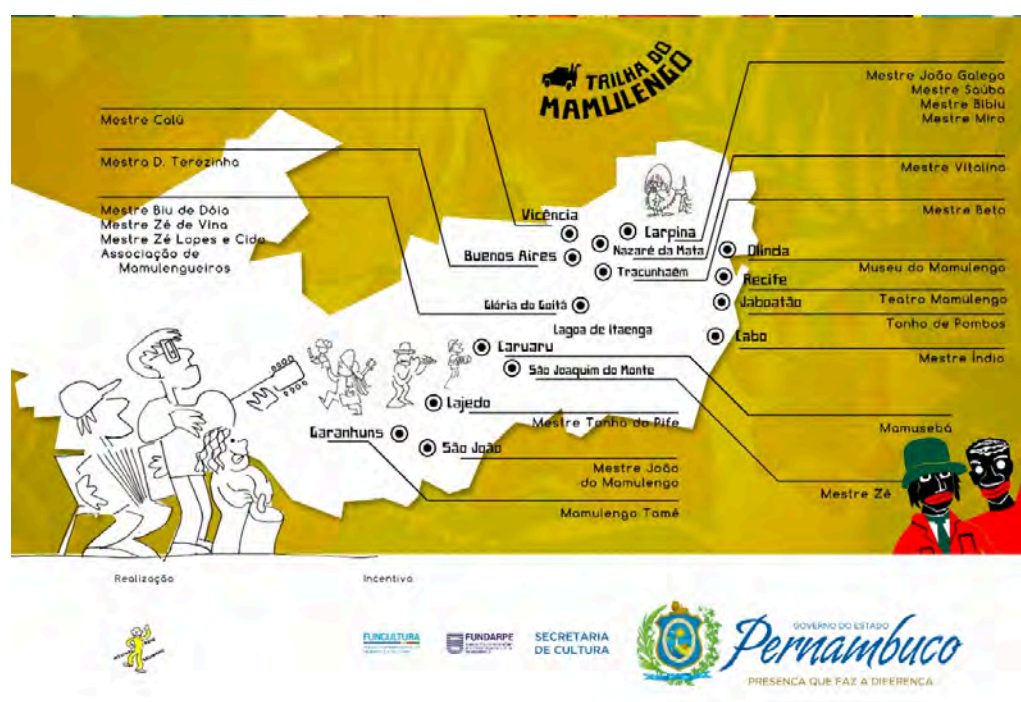 TRILHA DO
MAMULENGO
Mestre Calú
Mestra D. Terezinha
Mestre Biu de Dóia
Mestre Zé de Vina
Mestre Zé Lopes e Cida
Associação de
Mamulengueiros
Mestre João Galego
Mestre Saúba
Mestre Bibiu
Mestre Miro
Mestre Vitalino
Mestre Beto
Vicência
Carpina
Buenos Aires
Nazaré da Mata
Tracunhaém
Olinda
Museu do Mamulengo
Recife
Teatro Mamulengo
Glória do Goitá
Jaboatão
Tonho de Pombos
Lagoa de Itaenga
Cabo
Mestre Índio
Caruaru
São Joaquim do Monte
Lajedo
Mestre Tonho do Pife
Mamusebá
Garanhuns
São João
Mestre João
do Mamulengo
Mestre Zé
Mamulengo Tamê
Realização
Incentivo
FUNCULTURA
FUNDARPE
SECRETARIA
DE CULTURA
GOVERNO DO ESTADO
Pernambuco
PRESENÇA QUE FAZ A DIFERENÇA